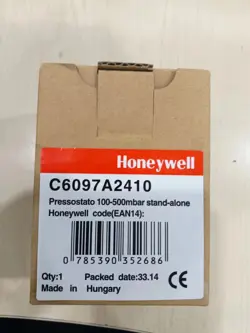 Honeywell
C6097A2410
Pressostato 100-500mbar stand-alone
Honeywell code(EAN14):
0 785390 352686
Qty:1 Packed date:33.14
Made in Hungary
CE